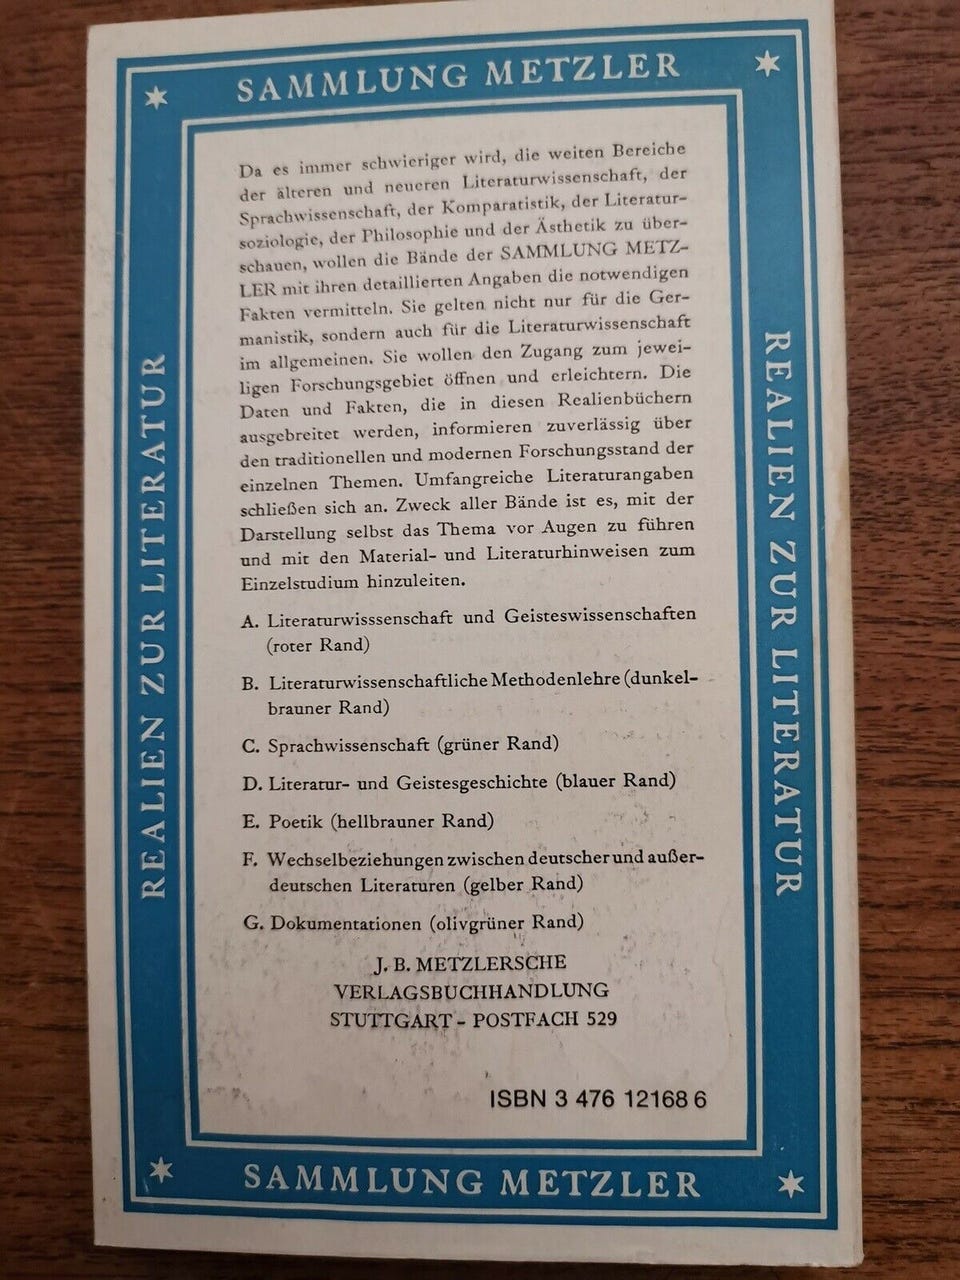 SAMMLUNG METZLER
Da es immer schwieriger wird, die weiten Bereiche
der älteren und neueren Literaturwissenschaft, der
Sprachwissenschaft, der Komparatistik, der Literatur-
soziologie, der Philosophie und der Ästhetik zu über-
schauen, wollen die Bände der SAMMLUNG METZ-
LER mit ihren detaillierten Angaben die notwendigen
Fakten vermitteln. Sie gelten nicht nur für die Ger-
manistik, sondern auch für die Literaturwissenschaft
im allgemeinen. Sie wollen den Zugang zum jewei-
ligen Forschungsgebiet öffnen und erleichtern. Die
Daten und Fakten, die in diesen Realienbüchern
ausgebreitet werden, informieren zuverlässig über
den traditionellen und modernen Forschungsstand der
einzelnen Themen. Umfangreiche Literaturangaben
schließen sich an. Zweck aller Bände ist es, mit der
Darstellung selbst das Thema vor Augen zu führen
und mit den Material- und Literaturhinweisen zum
Einzelstudium hinzuleiten.
A. Literaturwisssenschaft und Geisteswissenschaften
(roter Rand)
B. Literaturwissenschaftliche Methodenlehre (dunkel-
brauner Rand)
C. Sprachwissenschaft (grüner Rand)
D. Literatur- und Geistesgeschichte (blauer Rand)
E. Poetik (hellbrauner Rand)
F. Wechselbeziehungen zwischen deutscher und außer-
deutschen Literaturen (gelber Rand)
G. Dokumentationen (olivgrüner Rand)
J. B. METZLERSCHE
VERLAGSBUCHHANDLUNG
STUTTGART - POSTFACH 529
ISBN 3 476 12168 6
SAMMLUNG METZLER
REALIEN ZUR LITERATUR
REALIEN ZUR LITERATUR